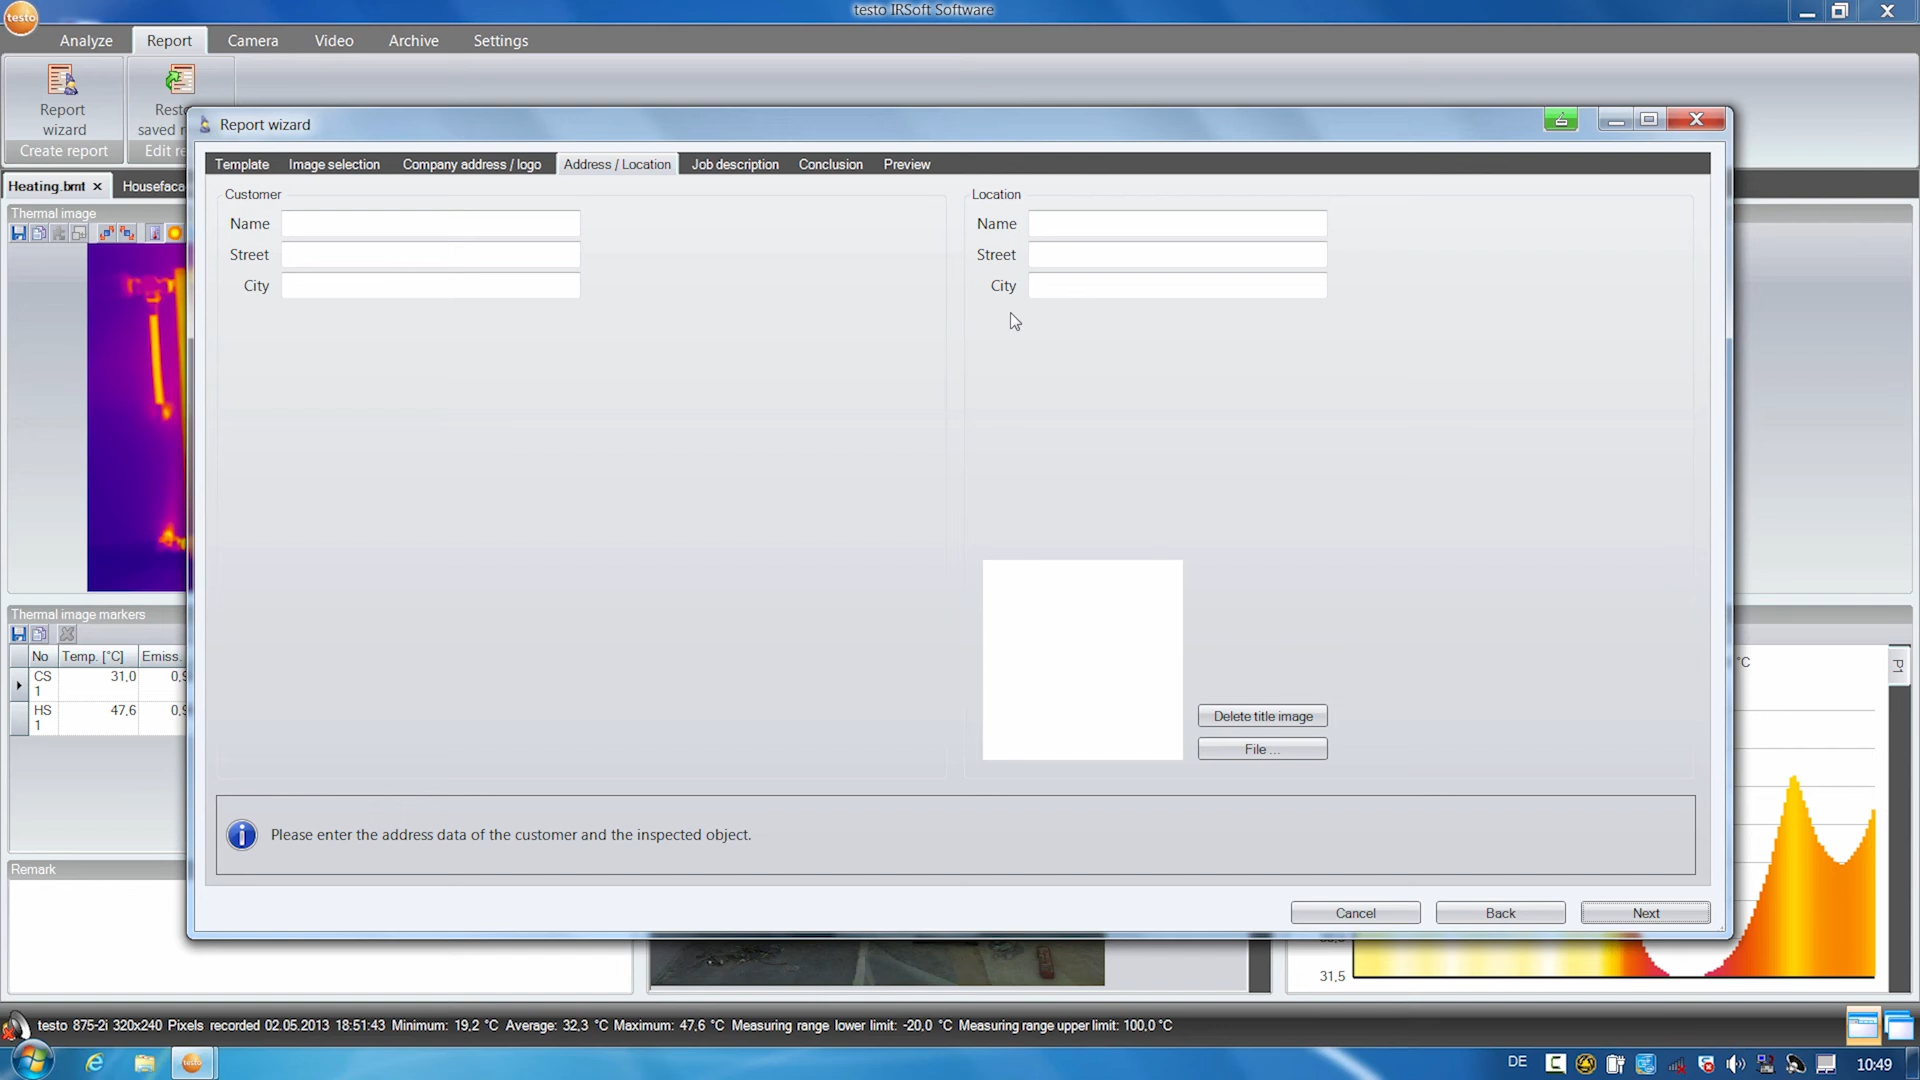 testo IRSoft Software
testo
Analyze Report Camera Video Archive Settings
Report wizard
Create report
saved
Report wizard
Template Image selection Company address / logo Address / Location Job description Conclusion Preview
Heating.bmt
Thermal image
Customer
Name
Street
City
Location
Name
Street
City
Delete title image
File ...
Thermal image markers
No Temp. [°C] Emiss.
CS 1 31,0
HS 1 47,6
°C
P1
Please enter the address data of the customer and the inspected object.
Remark
Cancel Back Next
31,5
testo 875-2i 320x240 Pixels recorded 02.05.2013 18:51:43 Minimum: 19,2 °C Average: 32,3 °C Maximum: 47,6 °C Measuring range lower limit: -20,0 °C Measuring range upper limit: 100,0 °C
testo
DE
10:49